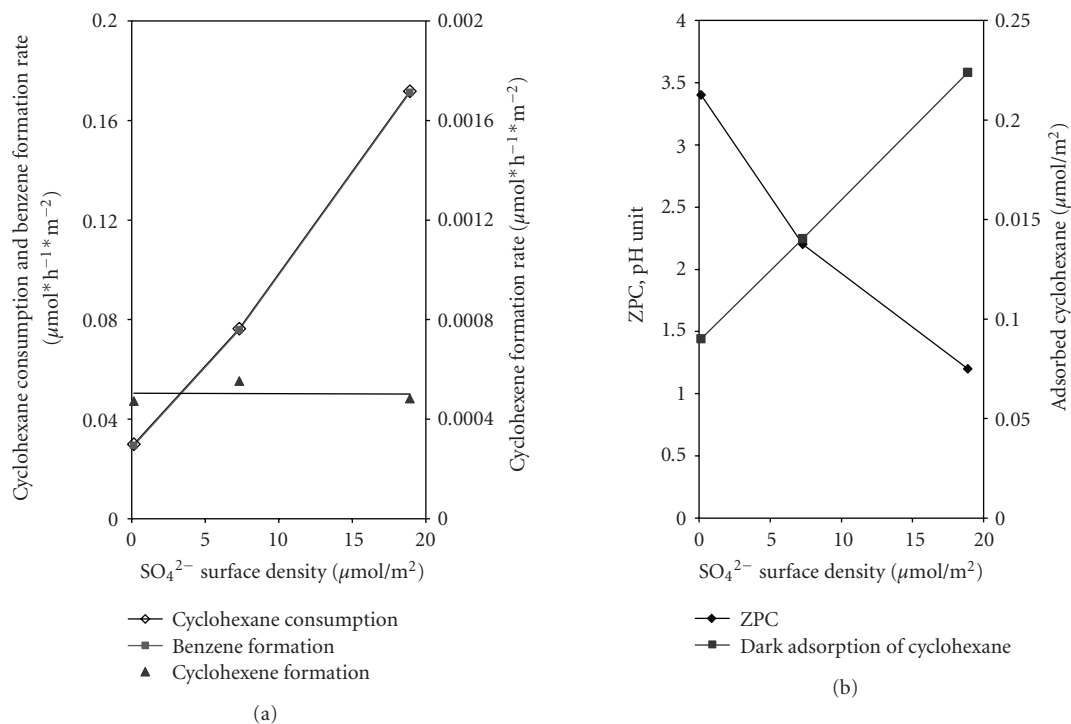 Cyclohexane consumption and benzene formation rate
(μmol*h−1*m−2)
0.2
0.16
0.12
0.08
0.04
0
0.002
0.0016
0.0012
0.0008
0.0004
0
Cyclohexene formation rate (μmol*h−1*m−2)
0 5 10 15 20
SO₄²⁻ surface density (μmol/m²)
Cyclohexane consumption
Benzene formation
Cyclohexene formation
(a)
ZPC, pH unit
4
3.5
3
2.5
2
1.5
1
0.5
0
0.25
0.2
0.015
0.1
0.05
0
Adsorbed cyclohexane (μmol/m²)
0 5 10 15 20
SO₄²⁻ surface density (μmol/m²)
ZPC
Dark adsorption of cyclohexane
(b)